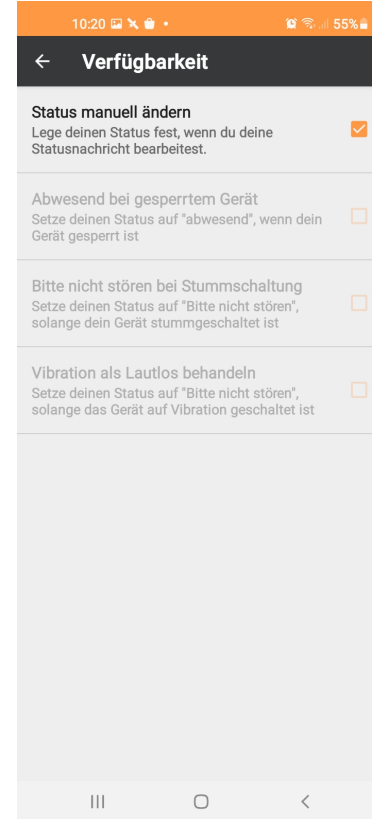 10:20
55%
Verfügbarkeit
Status manuell ändern
Lege deinen Status fest, wenn du deine
Statusnachricht bearbeitest.
Abwesend bei gesperrtem Gerät
Setze deinen Status auf "abwesend", wenn dein
Gerät gesperrt ist
Bitte nicht stören bei Stummschaltung
Setze deinen Status auf "Bitte nicht stören",
solange dein Gerät stummgeschaltet ist
Vibration als Lautlos behandeln
Setze deinen Status auf "Bitte nicht stören",
solange das Gerät auf Vibration geschaltet ist